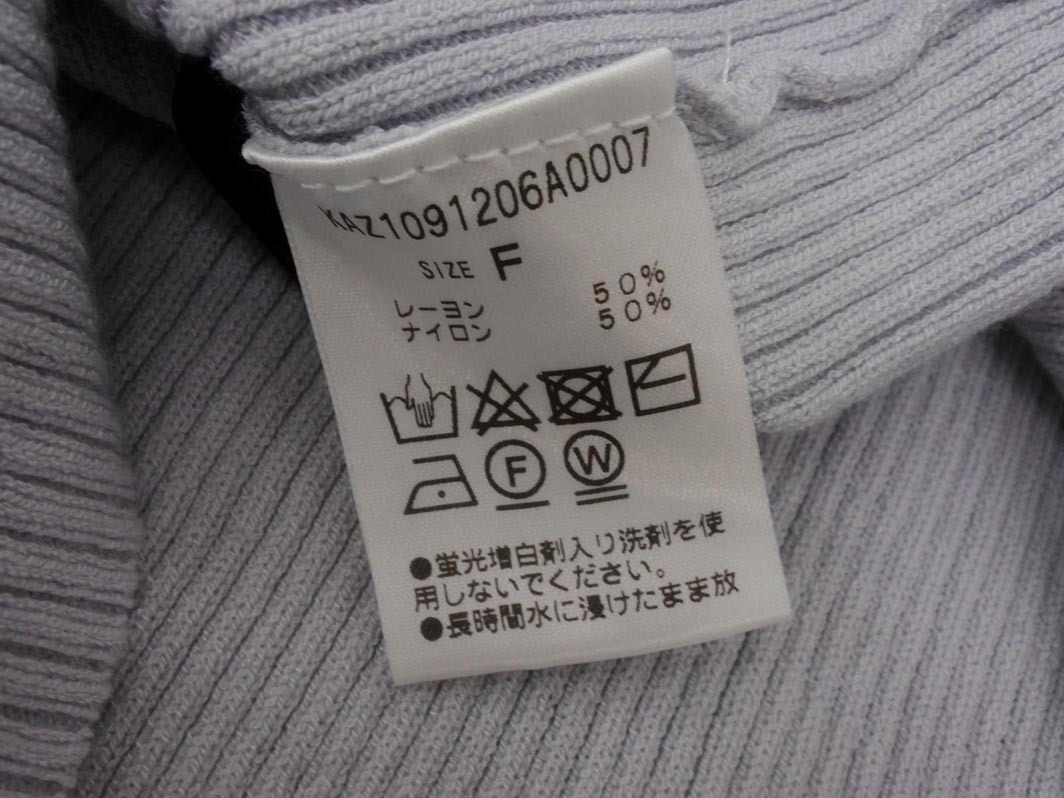 KAZ1091206A0007
SIZE F
レーヨン 50%
ナイロン 50%
F W
●蛍光増白剤入り洗剤を使
用しないでください。
●長時間水に浸けたまま放